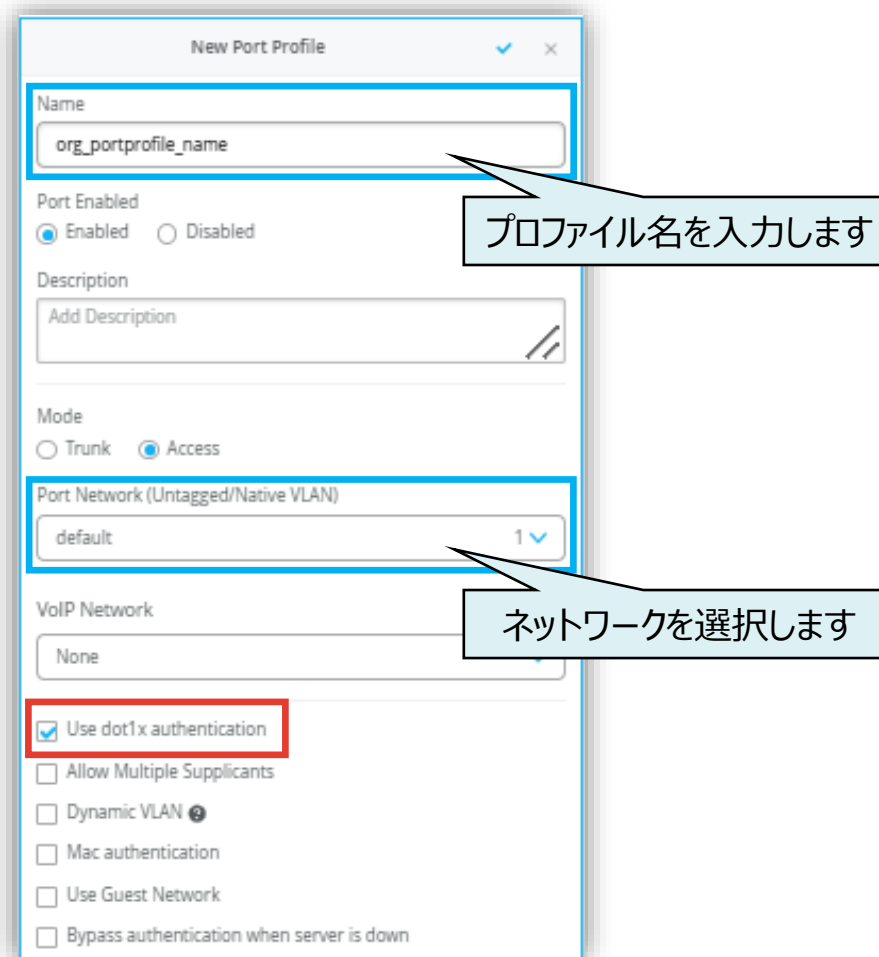 New Port Profile
Name
org_portprofile_name
プロファイル名を入力します
Port Enabled
Enabled Disabled
Description
Add Description
Mode
Trunk Access
Port Network (Untagged/Native VLAN)
default 1
ネットワークを選択します
VoIP Network
None
Use dot1x authentication
Allow Multiple Supplicants
Dynamic VLAN ?
Mac authentication
Use Guest Network
Bypass authentication when server is down